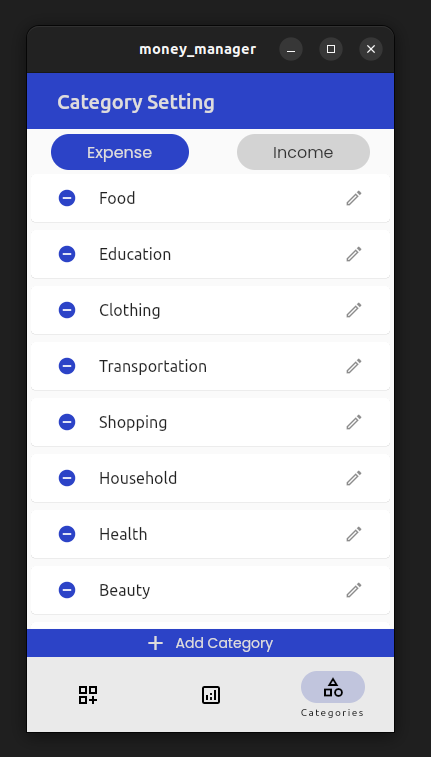 money_manager
Category Setting
Expense Income
Food
Education
Clothing
Transportation
Shopping
Household
Health
Beauty
Add Category
Categories